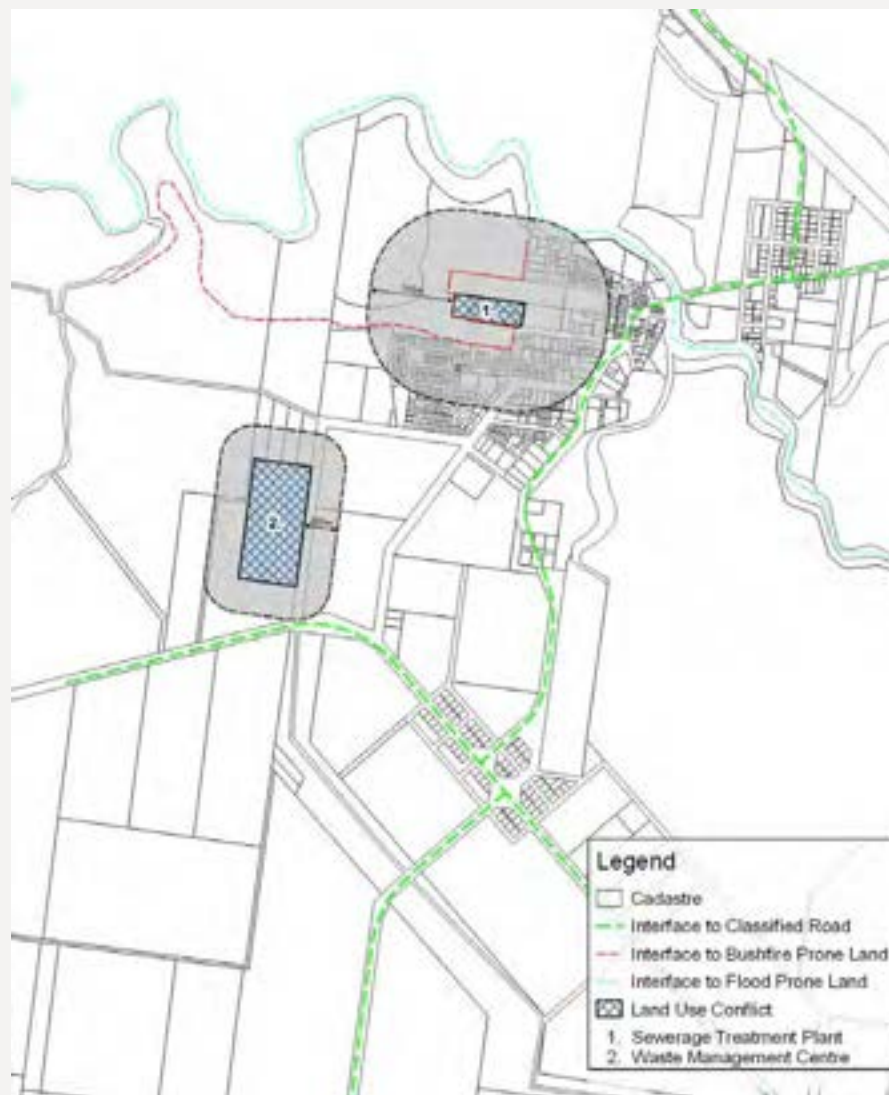 1.
2.
Legend
Cadastre
Interface to Classified Road
Interface to Bushfire Prone Land
Interface to Flood Prone Land
Land Use Conflict
1. Sewerage Treatment Plant
2. Waste Management Centre